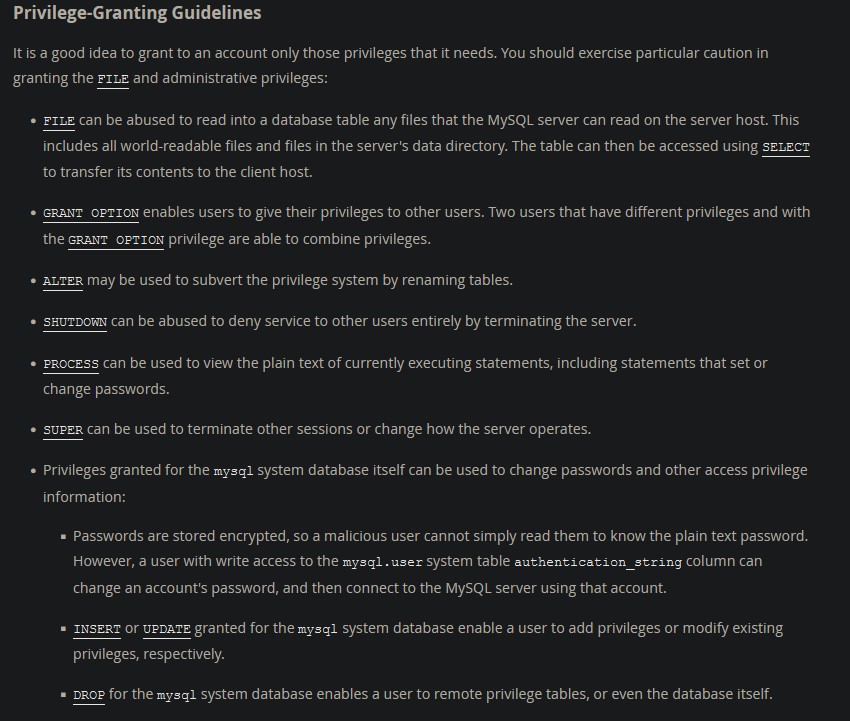 Privilege-Granting Guidelines
It is a good idea to grant to an account only those privileges that it needs. You should exercise particular caution in
granting the FILE and administrative privileges:
• FILE can be abused to read into a database table any files that the MySQL server can read on the server host. This
includes all world-readable files and files in the server's data directory. The table can then be accessed using SELECT
to transfer its contents to the client host.
• GRANT OPTION enables users to give their privileges to other users. Two users that have different privileges and with
the GRANT OPTION privilege are able to combine privileges.
• ALTER may be used to subvert the privilege system by renaming tables.
• SHUTDOWN can be abused to deny service to other users entirely by terminating the server.
• PROCESS can be used to view the plain text of currently executing statements, including statements that set or
change passwords.
• SUPER can be used to terminate other sessions or change how the server operates.
• Privileges granted for the mysql system database itself can be used to change passwords and other access privilege
information:
▪ Passwords are stored encrypted, so a malicious user cannot simply read them to know the plain text password.
However, a user with write access to the mysql.user system table authentication_string column can
change an account's password, and then connect to the MySQL server using that account.
▪ INSERT or UPDATE granted for the mysql system database enable a user to add privileges or modify existing
privileges, respectively.
▪ DROP for the mysql system database enables a user to remote privilege tables, or even the database itself.